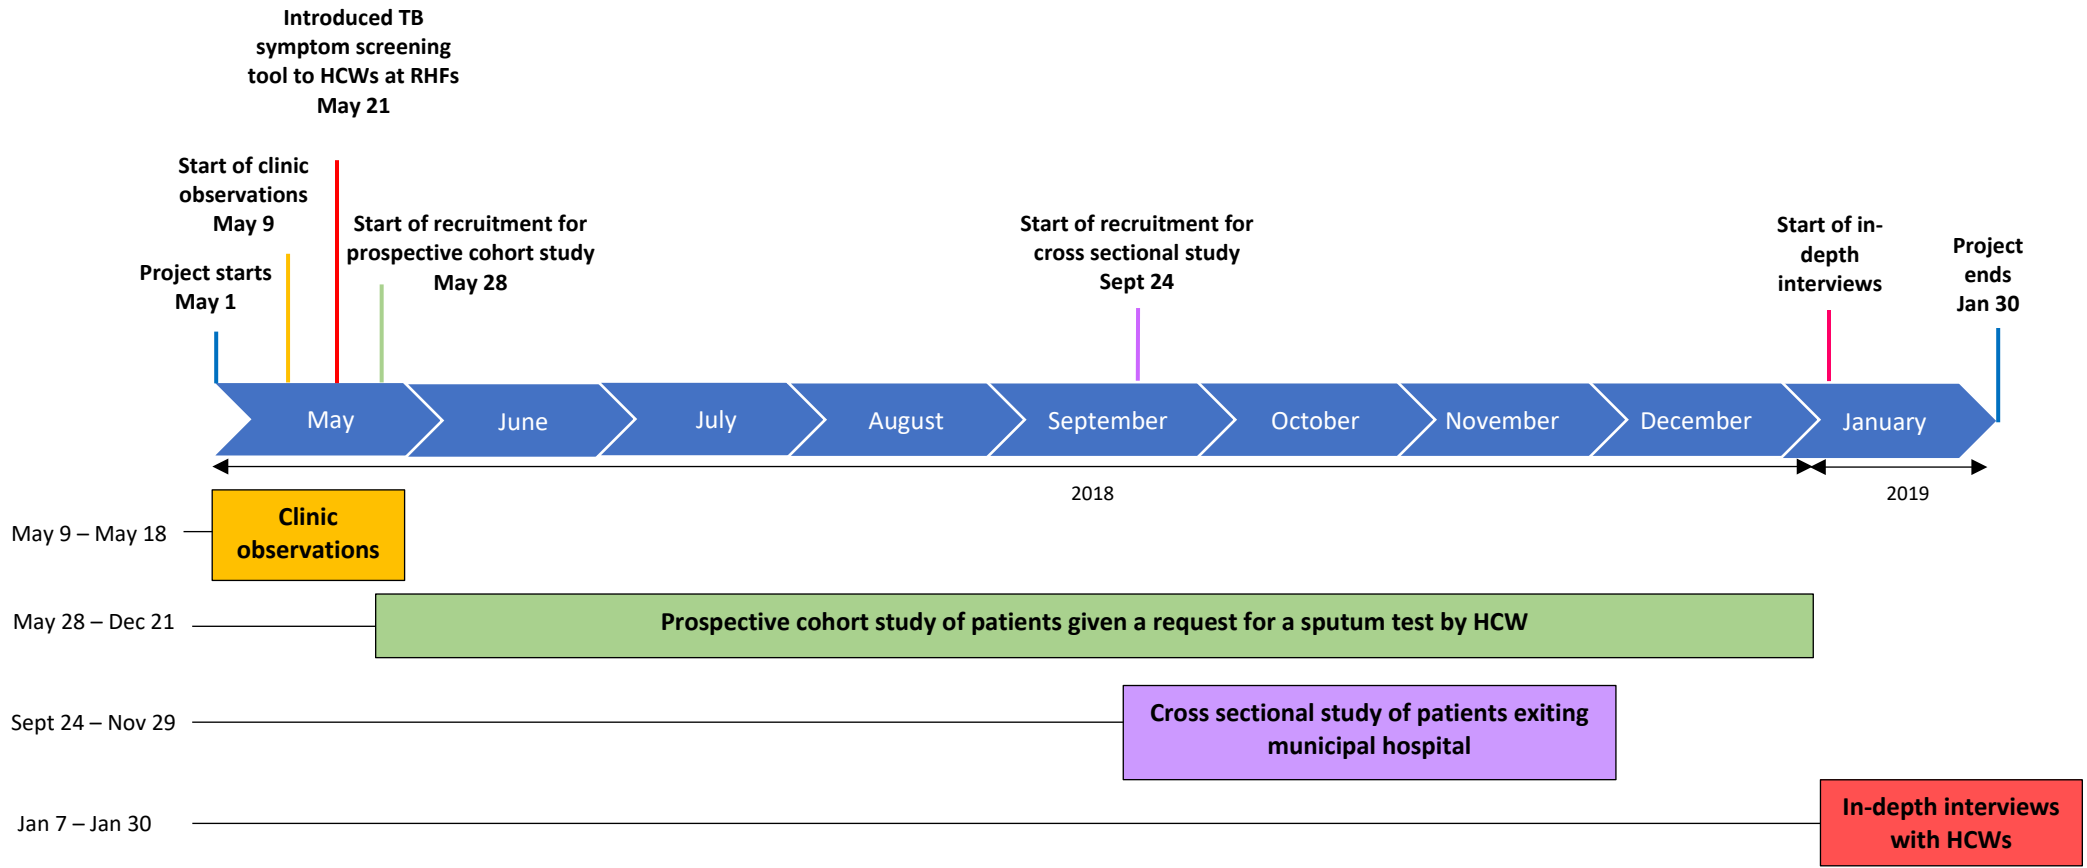 Introduced TB
symptom screening
tool to HCWs at RHFs
May 21
Start of clinic
observations
May 9
Project starts
May 1
Start of recruitment for
prospective cohort study
May 28
Start of recruitment for
cross sectional study
Sept 24
Start of in-
depth
interviews
Project
ends
Jan 30
May
June
July
August
September
October
November
December
January
2018
2019
May 9 – May 18
Clinic
observations
May 28 – Dec 21
Prospective cohort study of patients given a request for a sputum test by HCW
Sept 24 – Nov 29
Cross sectional study of patients exiting
municipal hospital
Jan 7 – Jan 30
In-depth interviews
with HCWs